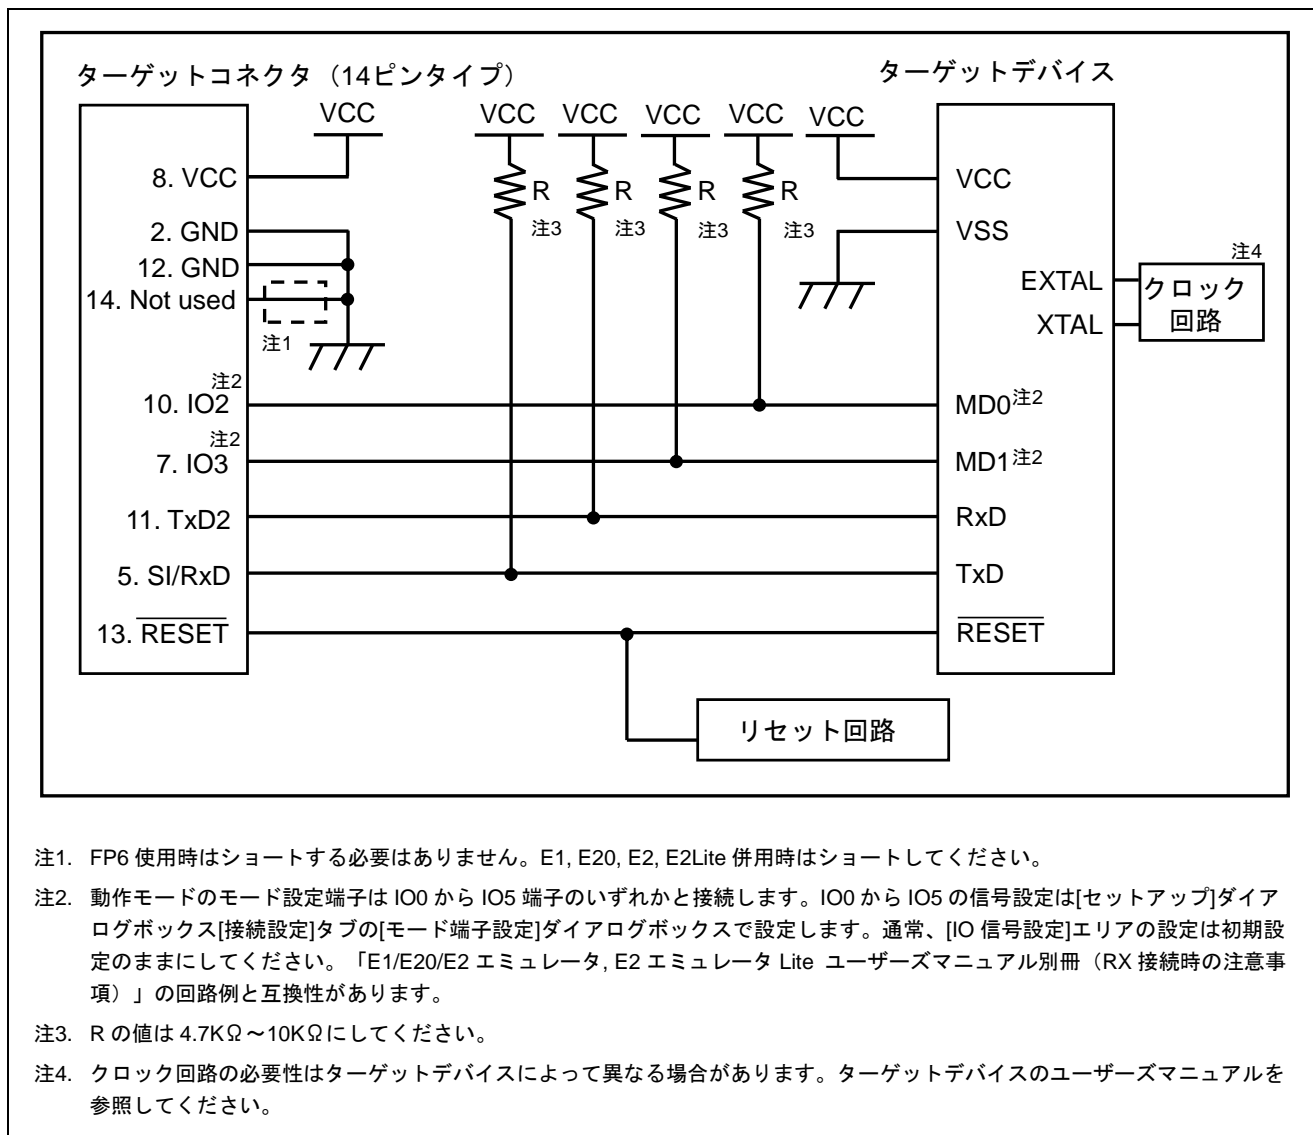 ターゲットコネクタ（14ピンタイプ）
ターゲットデバイス
VCC
VCC
VCC
VCC
VCC
VCC
8. VCC
R
R
R
R
VCC
2. GND
注3
注3
注3
注3
VSS
12. GND
注4
14. Not used
EXTAL
クロック
回路
XTAL
注1
注2
10. IO2
MD0注2
注2
7. IO3
MD1注2
11. TxD2
RxD
5. SI/RxD
TxD
13. RESET
RESET
リセット回路
注1. FP6 使用時はショートする必要はありません。E1, E20, E2, E2Lite 併用時はショートしてください。
注2. 動作モードのモード設定端子は IO0 から IO5 端子のいずれかと接続します。IO0 から IO5 の信号設定は[セットアップ]ダイア
ログボックス[接続設定]タブの[モード端子設定]ダイアログボックスで設定します。通常、[IO 信号設定]エリアの設定は初期設
定のままにしてください。「E1/E20/E2 エミュレータ, E2 エミュレータ Lite ユーザーズマニュアル別冊（RX 接続時の注意事
項）」の回路例と互換性があります。
注3. R の値は 4.7KΩ～10KΩにしてください。
注4. クロック回路の必要性はターゲットデバイスによって異なる場合があります。ターゲットデバイスのユーザーズマニュアルを
参照してください。